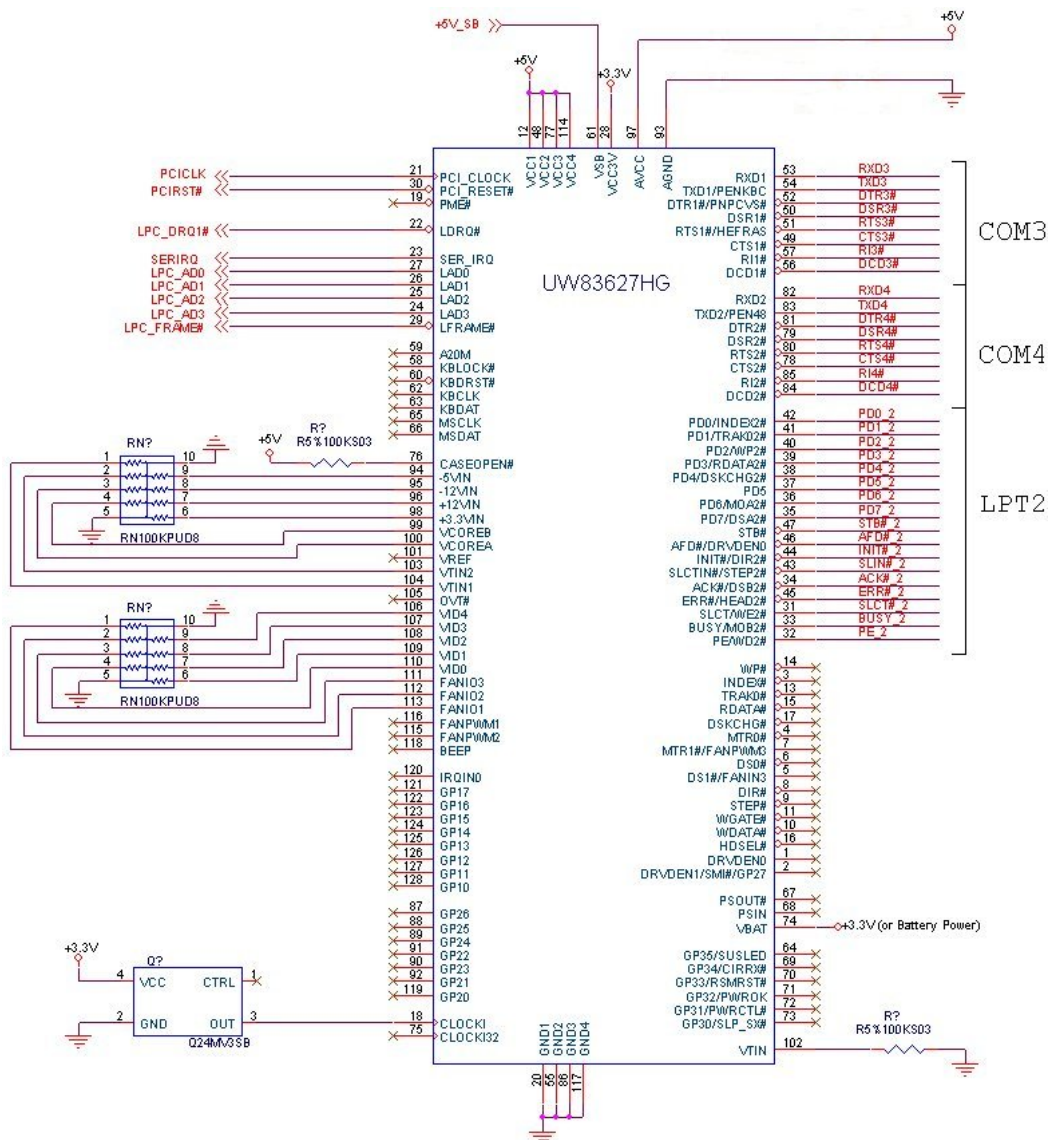 +5V_SB
+5V
+5V
+3.3V
12 48 77 114 61 28 97 93
VCC1 VCC2 VCC3 VCC4 VSB VCC3V AVCC AGND
UW83627HG
PCICLK 21 PCI_CLOCK
PCIRST# 30 PCI_RESET#
19 PME#
LPC_DRQ1# 22 LDRQ#
SERIRQ 23 SER_IRQ
LPC_AD0 27 LAD0
LPC_AD1 26 LAD1
LPC_AD2 25 LAD2
LPC_AD3 24 LAD3
LPC_FRAME# 29 LFRAME#
59 A20M
58 KBLOCK#
60 KBDRST#
62 KBCLK
63 KBDAT
65 MSCLK
66 MSDAT
R?
R5%100KS03
+5V
76 CASEOPEN#
94 -5VIN
95 -12VIN
96 +12VIN
98 +3.3VIN
99 VCOREB
100 VCOREA
101 VREF
103 VTIN2
104 VTIN1
105 OVT#
106 VID4
107 VID3
108 VID2
109 VID1
110 VID0
111 FANIO3
112 FANIO2
113 FANIO1
116 FANPWM1
115 FANPWM2
118 BEEP
RN?
1 10
2 9
3 8
4 7
5 6
RN100KPUD8
RN?
1 10
2 9
3 8
4 7
5 6
RN100KPUD8
120 IRQIN0
121 GP17
122 GP16
123 GP15
124 GP14
125 GP13
126 GP12
127 GP11
128 GP10
87 GP26
88 GP25
89 GP24
91 GP22
90 GP23
92 GP21
119 GP20
18 CLOCKI
75 CLOCKI32
+3.3V
Q?
4 VCC CTRL 1
2 GND OUT 3
Q24MV3SB
GND1 GND2 GND3 GND4
20 55 86 117
RXD1 53 RXD3
TXD1/PENKBC 54 TXD3
DTR1#/PNPCVS# 52 DTR3#
DSR1# 50 DSR3#
RTS1#/HEFRAS 51 RTS3#
CTS1# 49 CTS3#
RI1# 57 RI3#
DCD1# 56 DCD3#
COM3
RXD2 82 RXD4
TXD2/PEN48 83 TXD4
DTR2# 81 DTR4#
DSR2# 79 DSR4#
RTS2# 80 RTS4#
CTS2# 78 CTS4#
RI2# 85 RI4#
DCD2# 84 DCD4#
COM4
PD0/INDEX2# 42 PD0_2
PD1/TRAK02# 41 PD1_2
PD2/WP2# 40 PD2_2
PD3/RDATA2# 39 PD3_2
PD4/DSKCHG2# 38 PD4_2
PD5 37 PD5_2
PD6/MOA2# 36 PD6_2
PD7/DSA2# 35 PD7_2
STB# 47 STB#_2
AFD#/DRVDEN0 46 AFD#_2
INIT#/DIR2# 44 INIT#_2
SLCTIN#/STEP2# 43 SLIN#_2
ACK#/DSB2# 34 ACK#_2
ERR#/HEAD2# 45 ERR#_2
SLCT/WE2# 31 SLCT#_2
BUSY/MOB2# 33 BUSY_2
PE/WD2# 32 PE_2
LPT2
WP# 14
INDEX# 3
TRAK0# 13
RDATA# 15
DSKCHG# 17
MTR0# 4
MTR1#/FANPWM3 7
DS0# 6
DS1#/FANIN3 5
DIR# 8
STEP# 9
WGATE# 11
WDATA# 10
HDSEL# 16
DRVDEN0 1
DRVDEN1/SMI#/GP27 2
PSOUT# 67
PSIN 68
VBAT 74 +3.3V (or Battery Power)
GP35/SUSLED 64
GP34/CIRRX# 69
GP33/RSMRST# 70
GP32/PWROK 71
GP31/PWRCTL# 72
GP30/SLP_SX# 73
VTIN 102
R?
R5%100KS03